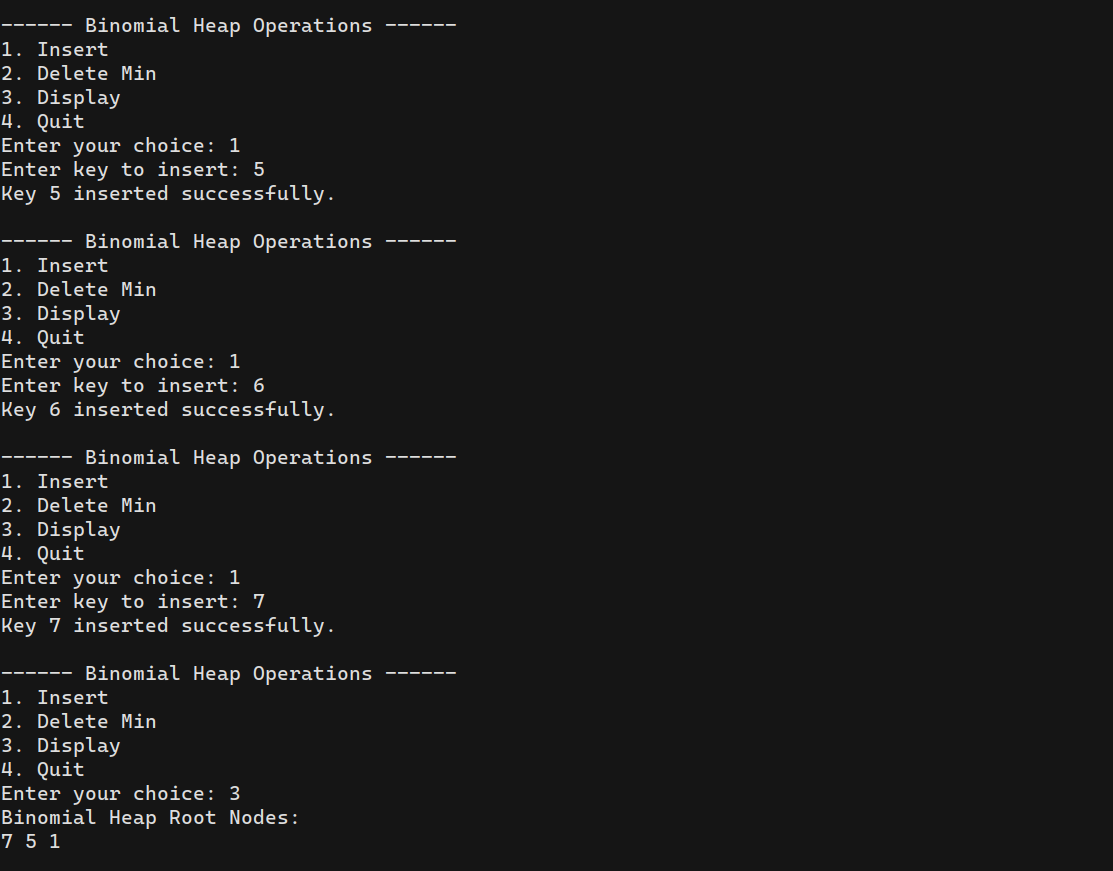 ------ Binomial Heap Operations ------
1. Insert
2. Delete Min
3. Display
4. Quit
Enter your choice: 1
Enter key to insert: 5
Key 5 inserted successfully.
------ Binomial Heap Operations ------
1. Insert
2. Delete Min
3. Display
4. Quit
Enter your choice: 1
Enter key to insert: 6
Key 6 inserted successfully.
------ Binomial Heap Operations ------
1. Insert
2. Delete Min
3. Display
4. Quit
Enter your choice: 1
Enter key to insert: 7
Key 7 inserted successfully.
------ Binomial Heap Operations ------
1. Insert
2. Delete Min
3. Display
4. Quit
Enter your choice: 3
Binomial Heap Root Nodes:
7 5 1